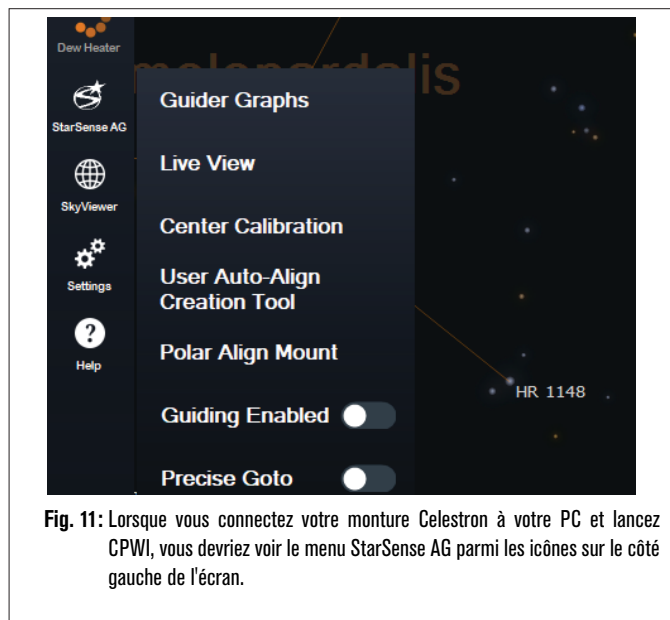 Dew Heater
melopardalis
StarSense AG
Guider Graphs
Live View
SkyViewer
Center Calibration
Settings
User Auto-Align
Creation Tool
Help
Polar Align Mount
HR 1148
Guiding Enabled
Precise Goto
Fig. 11: Lorsque vous connectez votre monture Celestron à votre PC et lancez
CPWI, vous devriez voir le menu StarSense AG parmi les icônes sur le côté
gauche de l'écran.